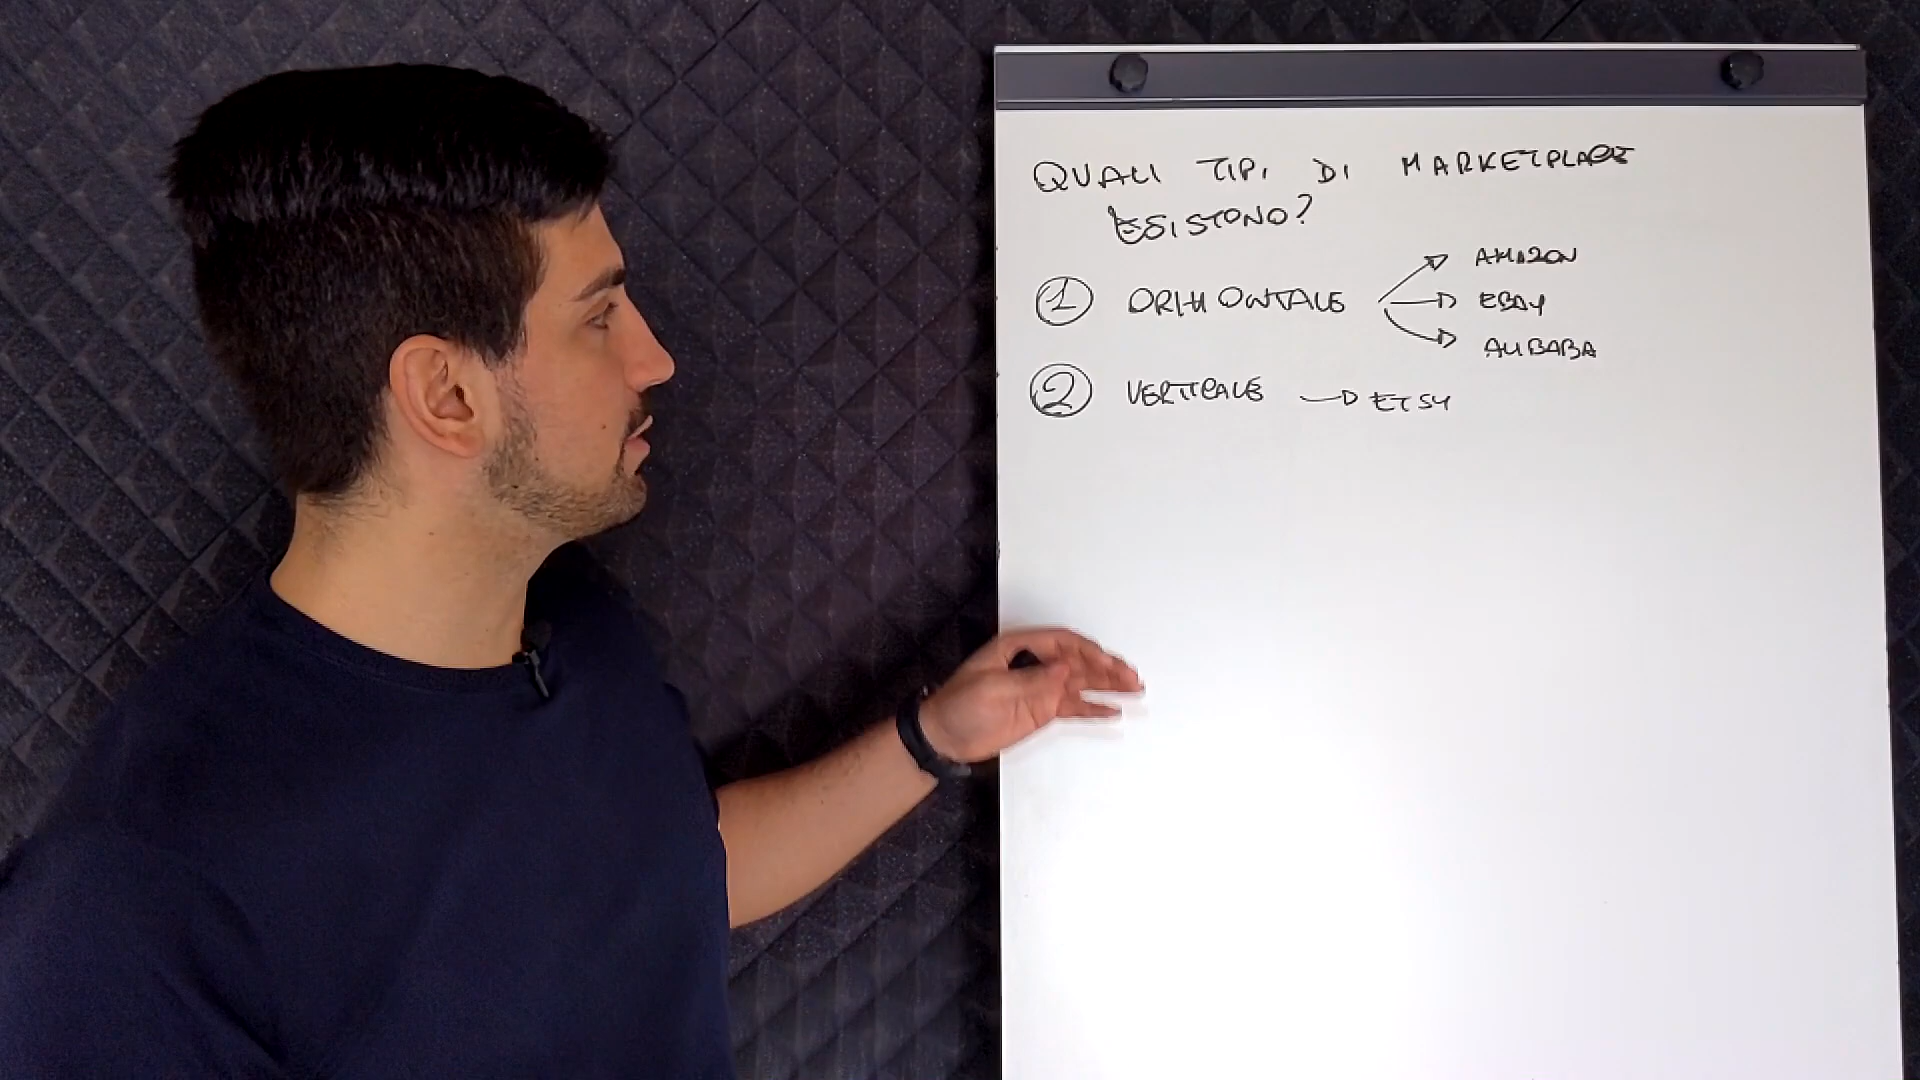 QUALI TIPI DI MARKETPLACE
ESISTONO?
1 ORIZZONTALE → AMAZON
→ EBAY
→ ALIBABA
2 VERTICALE → ETSY